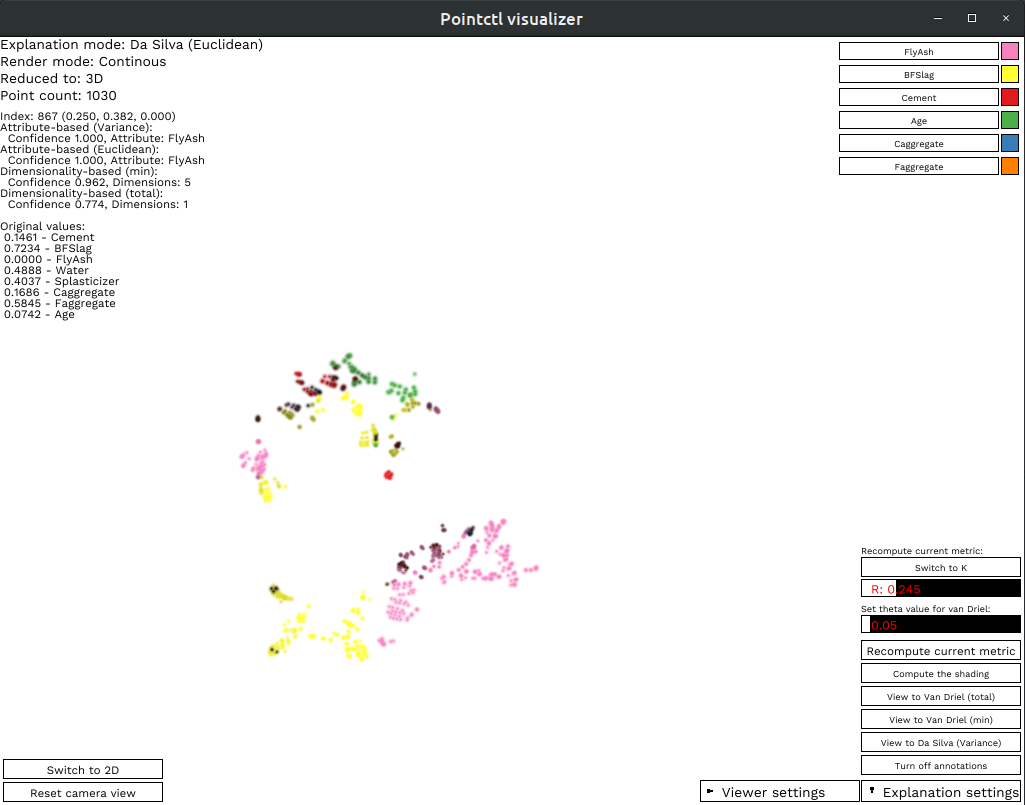 Pointctl visualizer
Explanation mode: Da Silva (Euclidean)
Render mode: Continous
Reduced to: 3D
Point count: 1030
Index: 867 (0.250, 0.382, 0.000)
Attribute-based (Variance):
Confidence 1.000, Attribute: FlyAsh
Attribute-based (Euclidean):
Confidence 1.000, Attribute: FlyAsh
Dimensionality-based (min):
Confidence 0.962, Dimensions: 5
Dimensionality-based (total):
Confidence 0.774, Dimensions: 1
Original values:
0.1461 - Cement
0.7234 - BFSlag
0.0000 - FlyAsh
0.4888 - Water
0.4037 - Splasticizer
0.1686 - Caggregate
0.5845 - Faggregate
0.0742 - Age
FlyAsh
BFSlag
Cement
Age
Caggregate
Faggregate
Recompute current metric:
Switch to K
R: 0.245
Set theta value for van Driel:
0.05
Recompute current metric
Compute the shading
View to Van Driel (total)
View to Van Driel (min)
View to Da Silva (Variance)
Turn off annotations
Switch to 2D
Reset camera view
Viewer settings
Explanation settings